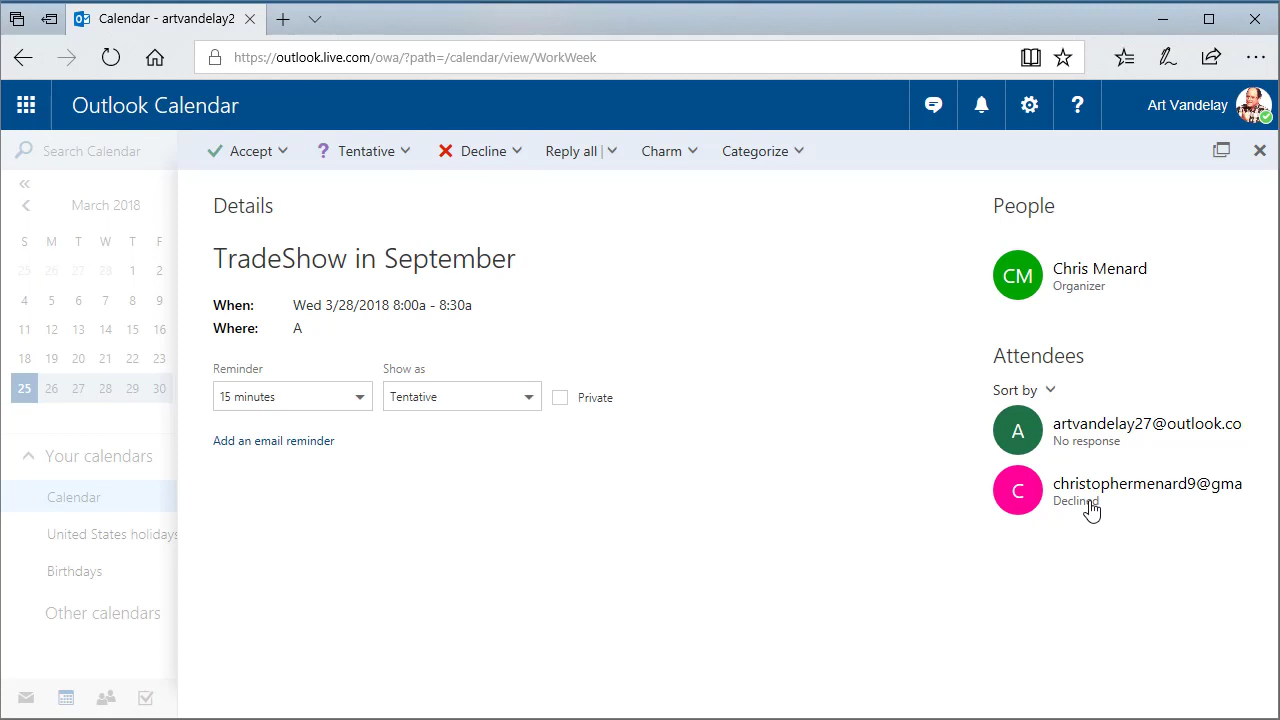 Calendar - artvandelay2
https://outlook.live.com/owa/?path=/calendar/view/WorkWeek
Outlook Calendar
?
Art Vandelay
Search Calendar
Accept
? Tentative
Decline
Reply all |
Charm
Categorize
«
March 2018
S M T W T F
25 26 27 28 1 2
4 5 6 7 8 9
11 12 13 14 15 16
18 19 20 21 22 23
25 26 27 28 29 30
Your calendars
Calendar
United States holidays
Birthdays
Other calendars
Details
TradeShow in September
When: Wed 3/28/2018 8:00a - 8:30a
Where: A
Reminder Show as
15 minutes Tentative Private
Add an email reminder
People
CM
Chris Menard
Organizer
Attendees
Sort by
A
artvandelay27@outlook.co
No response
C
christophermenard9@gma
Declined